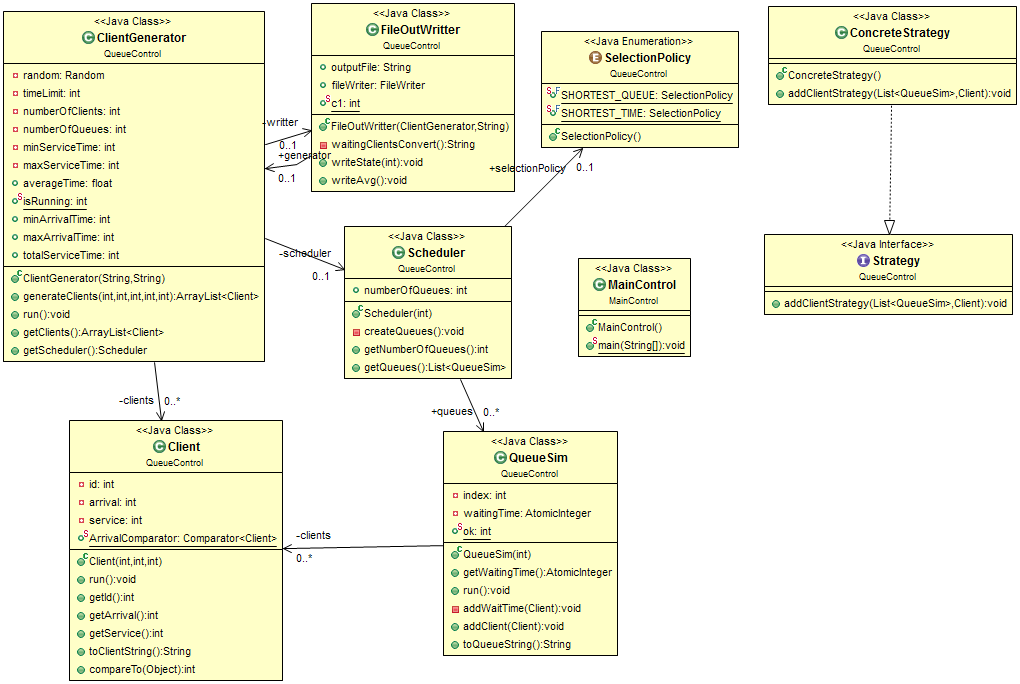 <<Java Class>>
ClientGenerator
QueueControl
random: Random
timeLimit: int
numberOfClients: int
numberOfQueues: int
minServiceTime: int
maxServiceTime: int
averageTime: float
isRunning: int
minArrivalTime: int
maxArrivalTime: int
totalServiceTime: int
ClientGenerator(String,String)
generateClients(int,int,int,int,int):ArrayList<Client>
run():void
getClients():ArrayList<Client>
getScheduler():Scheduler
-writter
0..1
+generator
0..1
<<Java Class>>
FileOutWritter
QueueControl
outputFile: String
fileWriter: FileWriter
c1: int
FileOutWritter(ClientGenerator,String)
waitingClientsConvert():String
writeState(int):void
writeAvg():void
<<Java Enumeration>>
SelectionPolicy
QueueControl
SHORTEST_QUEUE: SelectionPolicy
SHORTEST_TIME: SelectionPolicy
SelectionPolicy()
+selectionPolicy
0..1
<<Java Class>>
ConcreteStrategy
QueueControl
ConcreteStrategy()
addClientStrategy(List<QueueSim>,Client):void
-scheduler
0..1
<<Java Class>>
Scheduler
QueueControl
numberOfQueues: int
Scheduler(int)
createQueues():void
getNumberOfQueues():int
getQueues():List<QueueSim>
<<Java Class>>
MainControl
MainControl
MainControl()
main(String[]):void
<<Java Interface>>
Strategy
QueueControl
addClientStrategy(List<QueueSim>,Client):void
-clients
0..*
+queues
0..*
<<Java Class>>
Client
QueueControl
id: int
arrival: int
service: int
ArrivalComparator: Comparator<Client>
Client(int,int,int)
run():void
getId():int
getArrival():int
getService():int
toClientString():String
compareTo(Object):int
-clients
0..*
<<Java Class>>
QueueSim
QueueControl
index: int
waitingTime: AtomicInteger
ok: int
QueueSim(int)
getWaitingTime():AtomicInteger
run():void
addWaitTime(Client):void
addClient(Client):void
toQueueString():String